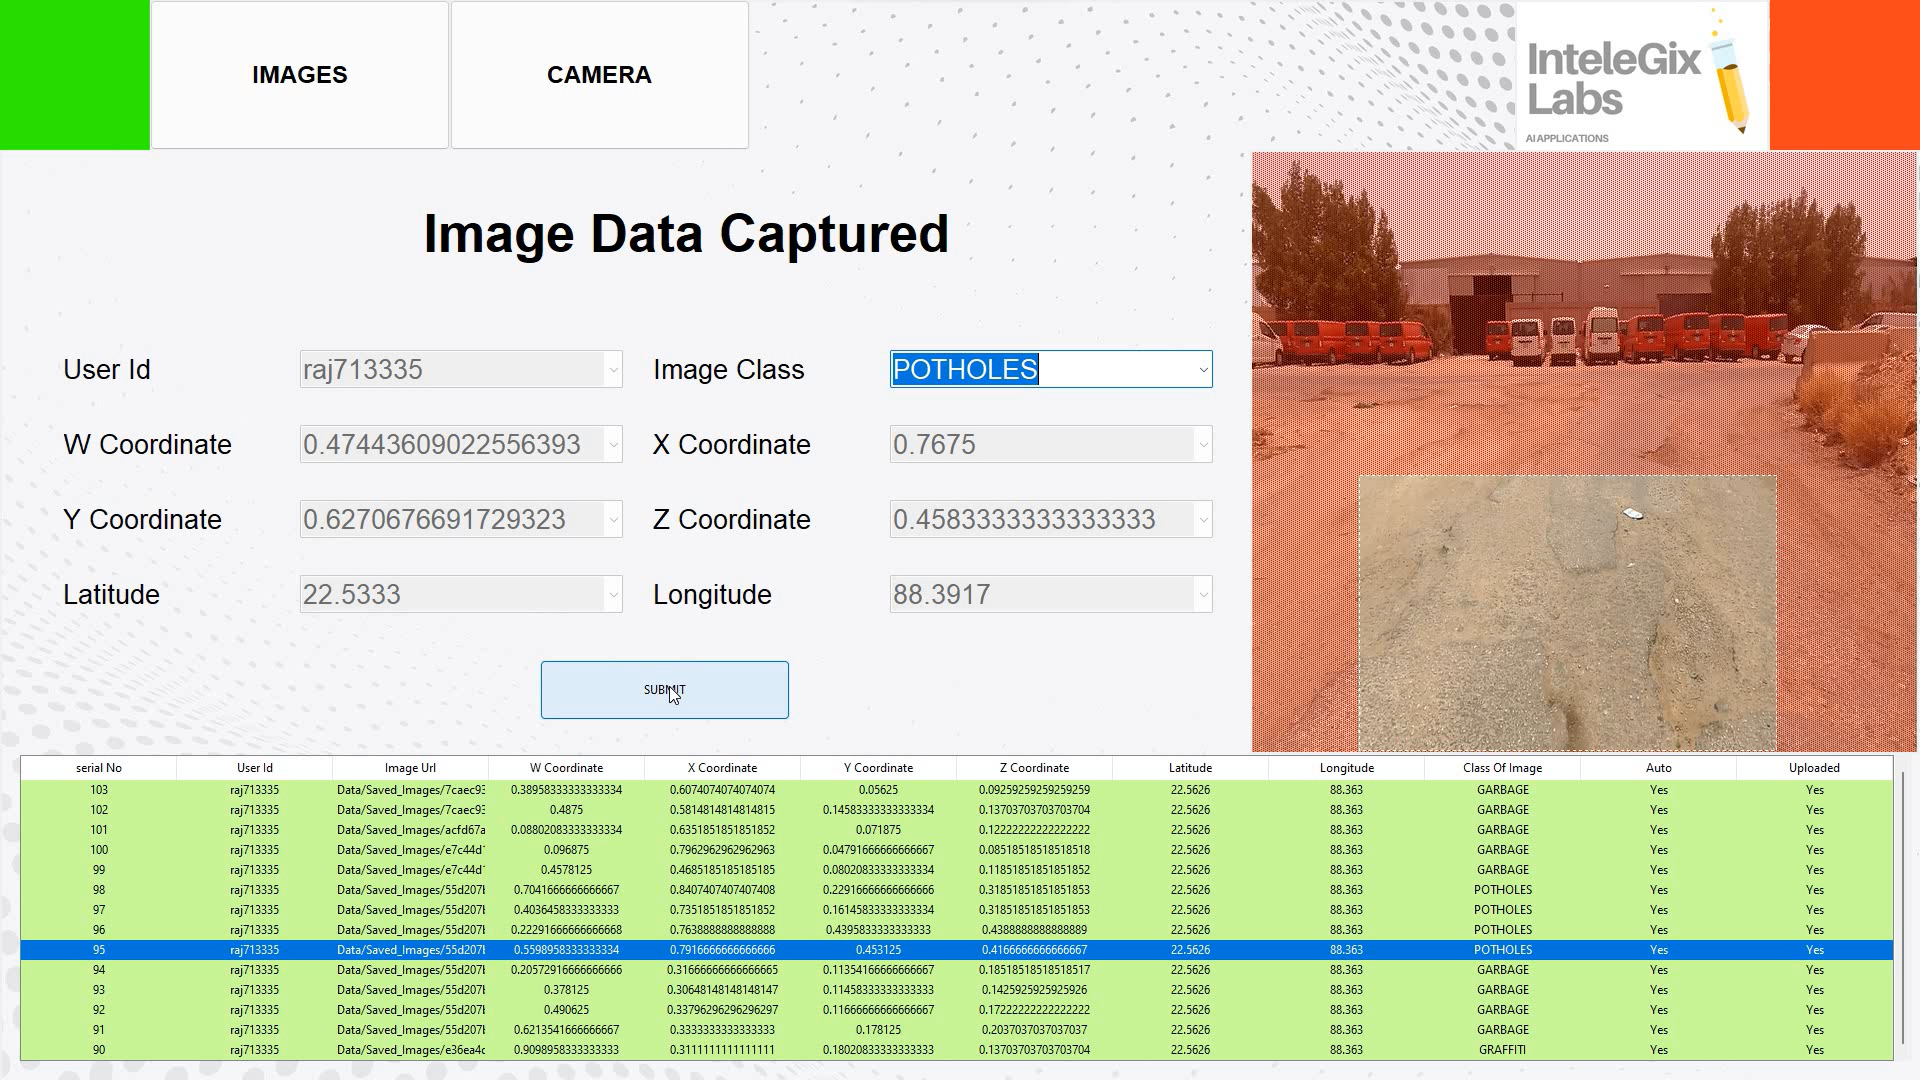 IMAGES CAMERA
InteleGix
Labs
AI APPLICATIONS
Image Data Captured
User Id raj713335 Image Class POTHOLES
W Coordinate 0.47443609022556393 X Coordinate 0.7675
Y Coordinate 0.6270676691729323 Z Coordinate 0.4583333333333333
Latitude 22.5333 Longitude 88.3917
SUBMIT
serial No User Id Image Url W Coordinate X Coordinate Y Coordinate Z Coordinate Latitude Longitude Class Of Image Auto Uploaded
103 raj713335 Data/Saved_Images/7caec93 0.38958333333333334 0.6074074074074074 0.05625 0.09259259259259259 22.5626 88.363 GARBAGE Yes Yes
102 raj713335 Data/Saved_Images/7caec93 0.4875 0.5814814814814815 0.14583333333333334 0.13703703703703704 22.5626 88.363 GARBAGE Yes Yes
101 raj713335 Data/Saved_Images/acfd67a 0.08802083333333334 0.6351851851851852 0.071875 0.12222222222222222 22.5626 88.363 GARBAGE Yes Yes
100 raj713335 Data/Saved_Images/e7c44d 0.096875 0.7962962962962963 0.04791666666666667 0.08518518518518518 22.5626 88.363 GARBAGE Yes Yes
99 raj713335 Data/Saved_Images/e7c44d 0.4578125 0.4685185185185185 0.08020833333333334 0.11851851851851852 22.5626 88.363 GARBAGE Yes Yes
98 raj713335 Data/Saved_Images/55d207 0.7041666666666667 0.8407407407407408 0.22916666666666666 0.31851851851851853 22.5626 88.363 POTHOLES Yes Yes
97 raj713335 Data/Saved_Images/55d207 0.4036458333333333 0.7351851851851852 0.16145833333333334 0.31851851851851853 22.5626 88.363 POTHOLES Yes Yes
96 raj713335 Data/Saved_Images/55d207 0.22291666666666668 0.7638888888888888 0.4395833333333333 0.4388888888888889 22.5626 88.363 POTHOLES Yes Yes
95 raj713335 Data/Saved_Images/55d207 0.5598958333333334 0.7916666666666666 0.453125 0.4166666666666667 22.5626 88.363 POTHOLES Yes Yes
94 raj713335 Data/Saved_Images/55d207 0.20572916666666666 0.31666666666666665 0.11354166666666667 0.18518518518518517 22.5626 88.363 GARBAGE Yes Yes
93 raj713335 Data/Saved_Images/55d207 0.378125 0.30648148148148147 0.11458333333333333 0.1425925925925926 22.5626 88.363 GARBAGE Yes Yes
92 raj713335 Data/Saved_Images/55d207 0.490625 0.33796296296296297 0.11666666666666667 0.17222222222222222 22.5626 88.363 GARBAGE Yes Yes
91 raj713335 Data/Saved_Images/55d207 0.6213541666666667 0.3333333333333333 0.178125 0.2037037037037037 22.5626 88.363 GARBAGE Yes Yes
90 raj713335 Data/Saved_Images/e36ea4c 0.9098958333333333 0.3111111111111111 0.18020833333333333 0.13703703703703704 22.5626 88.363 GRAFFITI Yes Yes